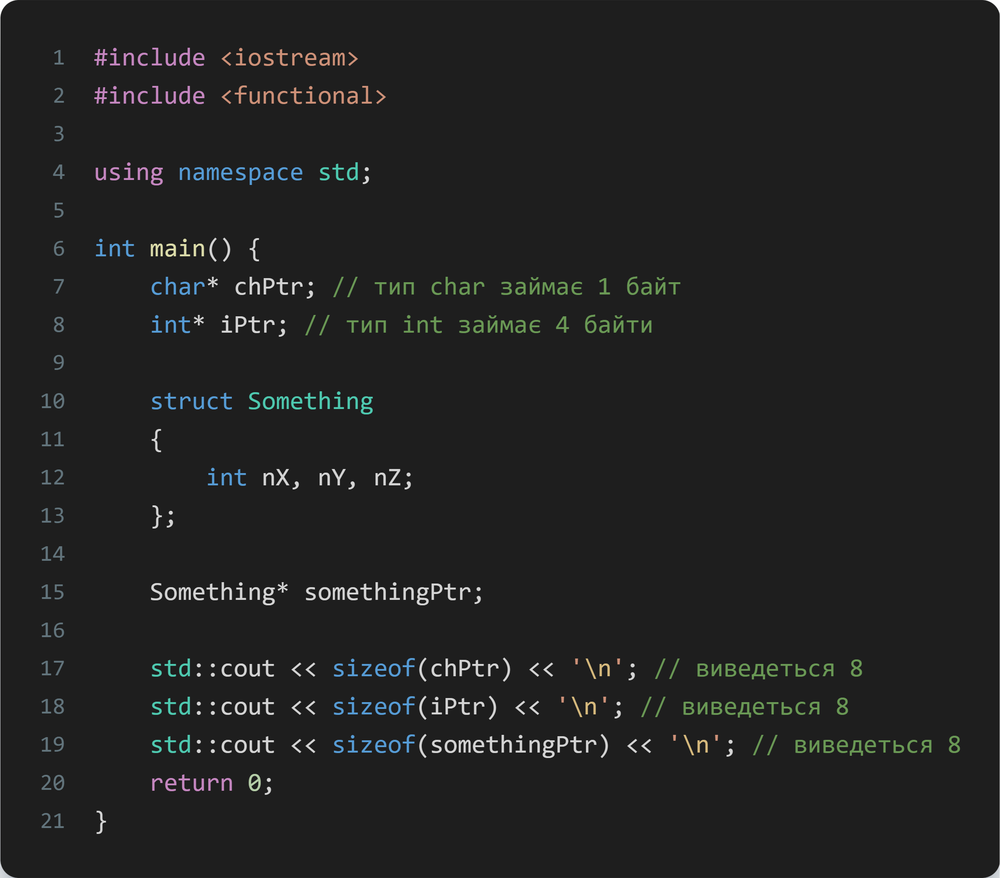 1 #include <iostream>
2 #include <functional>
3
4 using namespace std;
5
6 int main() {
7     char* chPtr; // тип char займає 1 байт
8     int* iPtr; // тип int займає 4 байти
9
10     struct Something
11     {
12         int nX, nY, nZ;
13     };
14
15     Something* somethingPtr;
16
17     std::cout << sizeof(chPtr) << '\n'; // виведеться 8
18     std::cout << sizeof(iPtr) << '\n'; // виведеться 8
19     std::cout << sizeof(somethingPtr) << '\n'; // виведеться 8
20     return 0;
21 }